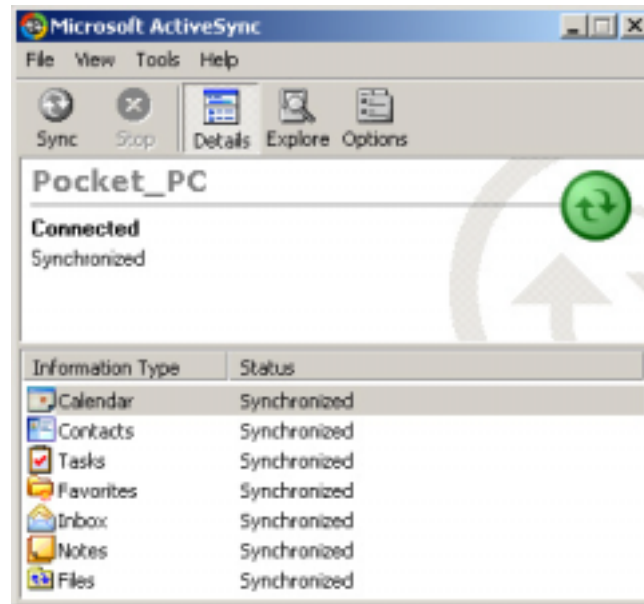 Microsoft ActiveSync
File View Tools Help
Sync Stop Details Explore Options
Pocket_PC
Connected
Synchronized
Information Type Status
Calendar Synchronized
Contacts Synchronized
Tasks Synchronized
Favorites Synchronized
Inbox Synchronized
Notes Synchronized
Files Synchronized